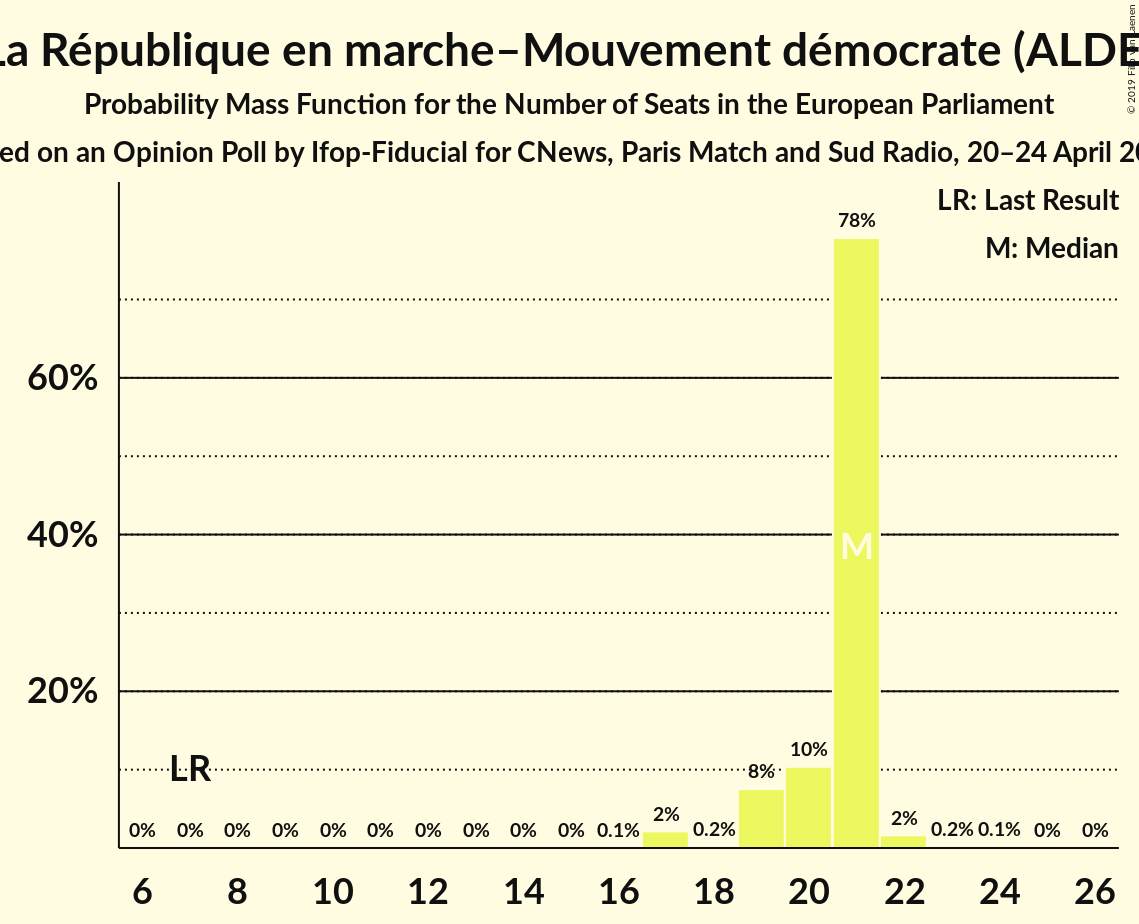 La République en marche–Mouvement démocrate (ALDE
Probability Mass Function for the Number of Seats in the European Parliament
ed on an Opinion Poll by Ifop-Fiducial for CNews, Paris Match and Sud Radio, 20–24 April 20
© 2019
LR: Last Result
M: Median
78%
60%
40%
M
20%
10%
LR
8%
0% 0% 0% 0% 0% 0% 0% 0% 0% 0% 0.1% 2% 0.2% 2% 0.2% 0.1% 0% 0%
6 8 10 12 14 16 18 20 22 24 26